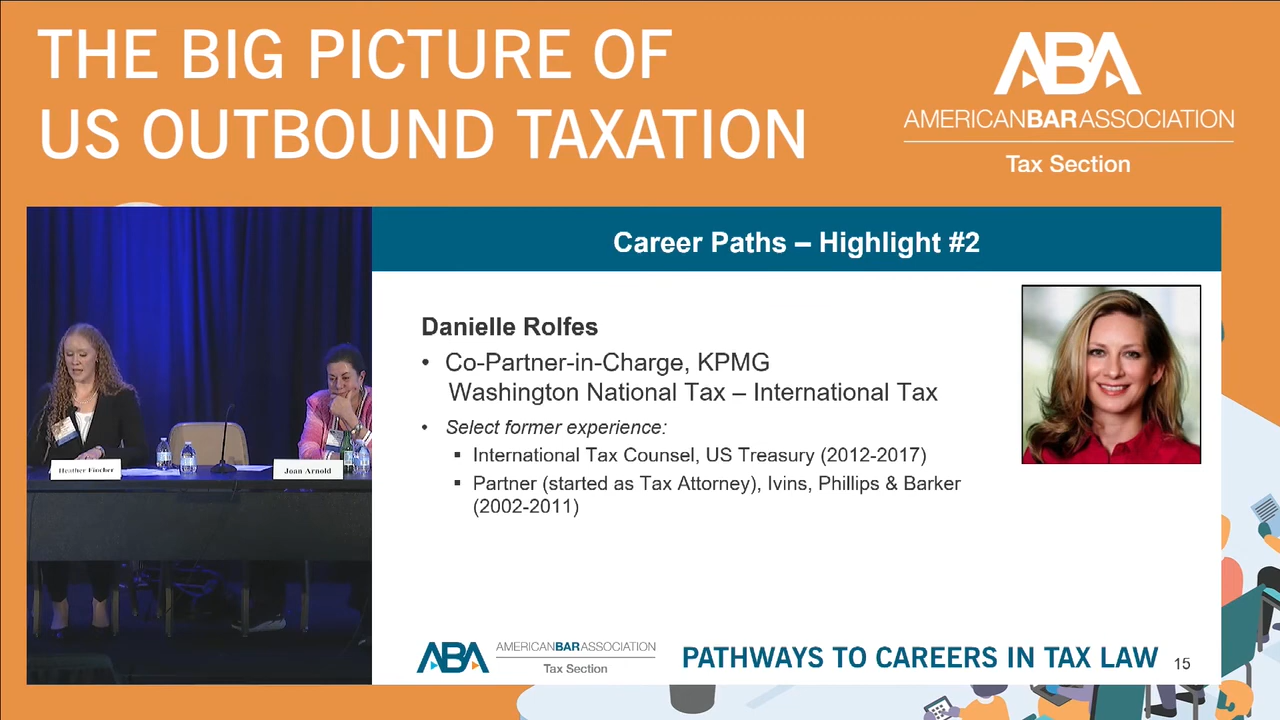 THE BIG PICTURE OF
US OUTBOUND TAXATION
ABA
AMERICANBARASSOCIATION
Tax Section
Career Paths – Highlight #2
Danielle Rolfes
• Co-Partner-in-Charge, KPMG
Washington National Tax – International Tax
• Select former experience:
▪ International Tax Counsel, US Treasury (2012-2017)
▪ Partner (started as Tax Attorney), Ivins, Phillips & Barker
(2002-2011)
Heather Fincher
Joan Arnold
ABA
AMERICANBARASSOCIATION
Tax Section
PATHWAYS TO CAREERS IN TAX LAW
15